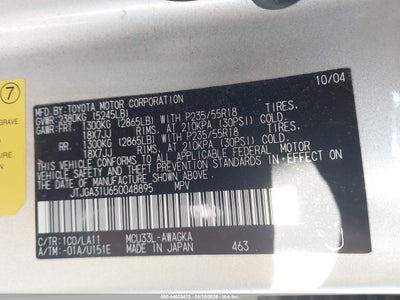 7
GRAVE:
MFD.BY:TOYOTA MOTOR CORPORATION 10/04
GVWR:2380KG (5245LB)
GAWR:FRT. 1300KG (2865LB) WITH P235/55R18 TIRES.
18X7JJ RIMS, AT 210KPA (30PSI) COLD.
RR. 1300KG (2865LB) WITH P235/55R18 TIRES.
18X7JJ RIMS, AT 210KPA (30PSI) COLD.
THIS VEHICLE CONFORMS TO ALL APPLICABLE FEDERAL MOTOR
VEHICLE SAFETY AND BUMPER STANDARDS IN EFFECT ON
THE DATE OF MANUFACTURE SHOWN ABOVE.
JTJGA31U650048895 MPV
C/TR:1C0/LA11 MCU33L-AWAGKA J
A/TM:-01A/U151E MADE IN JAPAN 463